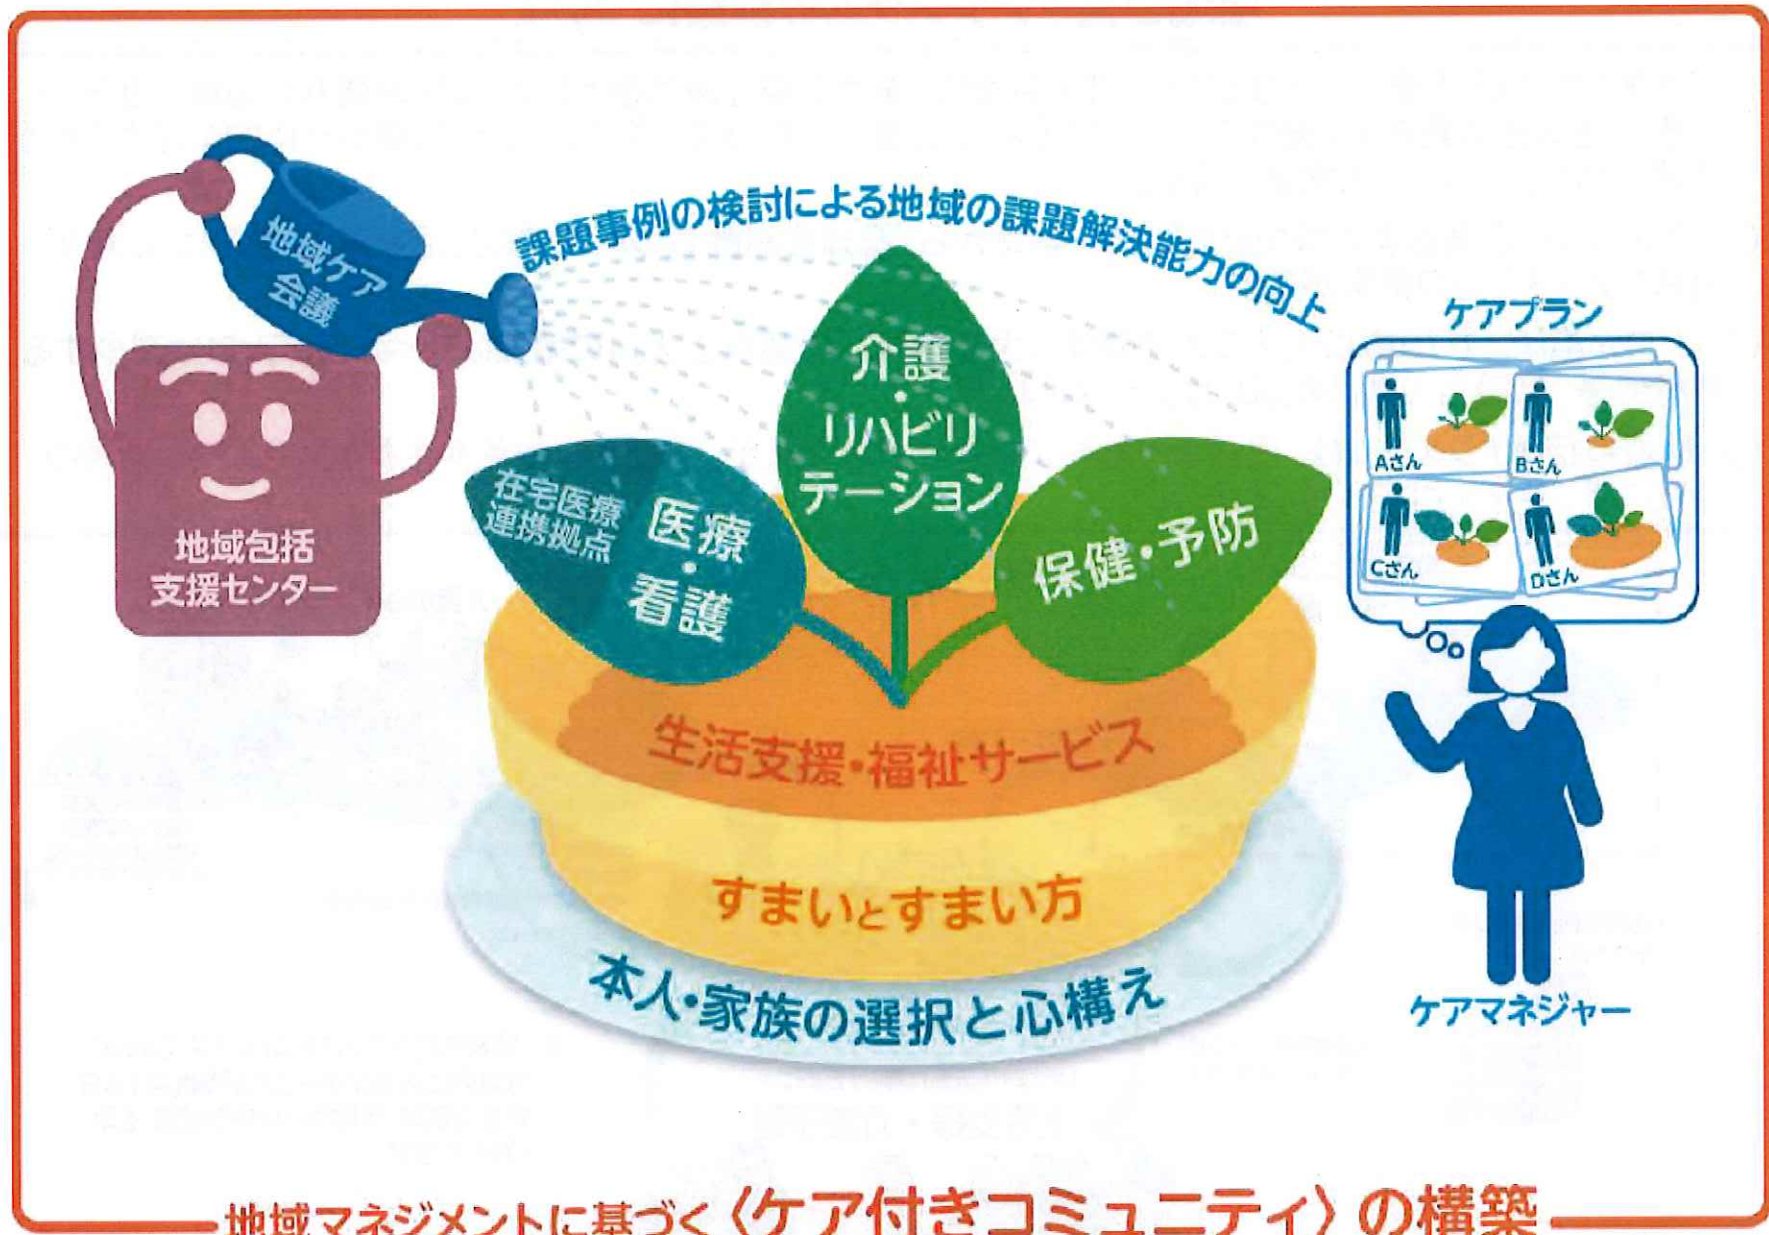 地域ケア
会議
課題事例の検討による地域の課題解決能力の向上
ケアプラン
Aさん
Bさん
Cさん
Dさん
介護
・
リハビリ
テーション
在宅医療
連携拠点
医療
・
看護
保健・予防
地域包括
支援センター
生活支援・福祉サービス
すまいとすまい方
本人・家族の選択と心構え
ケアマネジャー
地域マネジメントに基づく〈ケア付きコミュニティ〉の構築